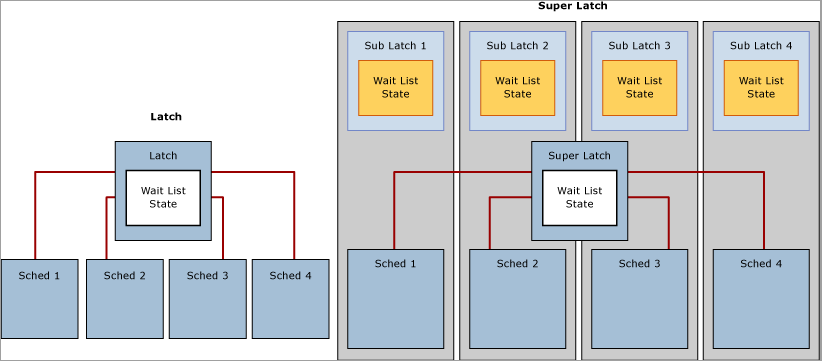 Super Latch
Sub Latch 1
Wait List
State
Sub Latch 2
Wait List
State
Sub Latch 3
Wait List
State
Sub Latch 4
Wait List
State
Latch
Latch
Wait List
State
Super Latch
Wait List
State
Sched 1
Sched 2
Sched 3
Sched 4
Sched 1
Sched 2
Sched 3
Sched 4